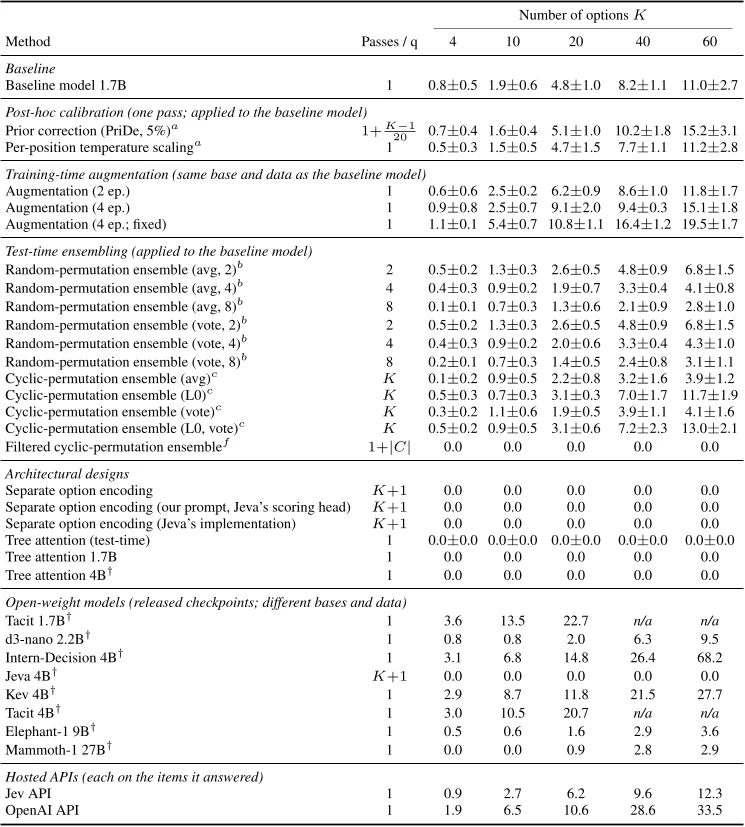 Number of options K
Method Passes / q 4 10 20 40 60
Baseline
Baseline model 1.7B 1 0.8±0.5 1.9±0.6 4.8±1.0 8.2±1.1 11.0±2.7
Post-hoc calibration (one pass; applied to the baseline model)
Prior correction (PriDe, 5%)ᵃ 1+(K−1)/20 0.7±0.4 1.6±0.4 5.1±1.0 10.2±1.8 15.2±3.1
Per-position temperature scalingᵃ 1 0.5±0.3 1.5±0.5 4.7±1.5 7.7±1.1 11.2±2.8
Training-time augmentation (same base and data as the baseline model)
Augmentation (2 ep.) 1 0.6±0.6 2.5±0.2 6.2±0.9 8.6±1.0 11.8±1.7
Augmentation (4 ep.) 1 0.9±0.8 2.5±0.7 9.1±2.0 9.4±0.3 15.1±1.8
Augmentation (4 ep.; fixed) 1 1.1±0.1 5.4±0.7 10.8±1.1 16.4±1.2 19.5±1.7
Test-time ensembling (applied to the baseline model)
Random-permutation ensemble (avg, 2)ᵇ 2 0.5±0.2 1.3±0.3 2.6±0.5 4.8±0.9 6.8±1.5
Random-permutation ensemble (avg, 4)ᵇ 4 0.4±0.3 0.9±0.2 1.9±0.7 3.3±0.4 4.1±0.8
Random-permutation ensemble (avg, 8)ᵇ 8 0.1±0.1 0.7±0.3 1.3±0.6 2.1±0.9 2.8±1.0
Random-permutation ensemble (vote, 2)ᵇ 2 0.5±0.2 1.3±0.3 2.6±0.5 4.8±0.9 6.8±1.5
Random-permutation ensemble (vote, 4)ᵇ 4 0.4±0.3 0.9±0.2 2.0±0.6 3.3±0.4 4.3±1.0
Random-permutation ensemble (vote, 8)ᵇ 8 0.2±0.1 0.7±0.3 1.4±0.5 2.4±0.8 3.1±1.1
Cyclic-permutation ensemble (avg)ᶜ K 0.1±0.2 0.9±0.5 2.2±0.8 3.2±1.6 3.9±1.2
Cyclic-permutation ensemble (L0)ᶜ K 0.5±0.3 0.7±0.4 3.1±0.3 7.0±1.7 11.7±1.9
Cyclic-permutation ensemble (vote)ᶜ K 0.3±0.2 1.1±0.6 1.9±0.5 3.9±1.1 4.1±1.6
Cyclic-permutation ensemble (L0, vote)ᶜ K 0.5±0.2 0.9±0.5 3.1±0.6 7.2±2.3 13.0±2.1
Filtered cyclic-permutation ensembleᶠ 1+|C| 0.0 0.0 0.0 0.0 0.0
Architectural designs
Separate option encoding K+1 0.0 0.0 0.0 0.0 0.0
Separate option encoding (our prompt, Jeva's scoring head) K+1 0.0 0.0 0.0 0.0 0.0
Separate option encoding (Jeva's implementation) K+1 0.0 0.0 0.0 0.0 0.0
Tree attention (test-time) 1 0.0±0.0 0.0±0.0 0.0±0.0 0.0±0.0 0.0±0.0
Tree attention 1.7B 1 0.0 0.0 0.0 0.0 0.0
Tree attention 4B† 1 0.0 0.0 0.0 0.0 0.0
Open-weight models (released checkpoints; different bases and data)
Tacit 1.7B† 1 3.6 13.5 22.7 n/a n/a
d3-nano 2.2B† 1 0.8 0.8 2.0 6.3 9.5
Intern-Decision 4B† 1 3.1 6.8 14.8 26.4 68.2
Jeva 4B† K+1 0.0 0.0 0.0 0.0 0.0
Kev 4B† 1 2.9 8.7 11.8 21.5 27.7
Tacit 4B† 1 3.0 10.5 20.7 n/a n/a
Elephant-1 9B† 1 0.5 0.6 1.6 2.9 3.6
Mammoth-1 27B† 1 0.0 0.0 0.9 2.8 2.9
Hosted APIs (each on the items it answered)
Jev API 1 0.9 2.7 6.2 9.6 12.3
OpenAI API 1 1.9 6.5 10.6 28.6 33.5